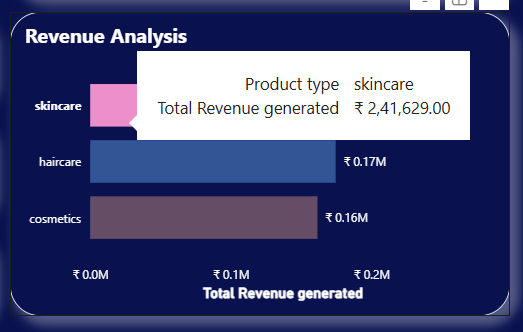 Revenue Analysis
Product type skincare
Total Revenue generated ₹ 2,41,629.00
skincare
haircare ₹ 0.17M
cosmetics ₹ 0.16M
₹ 0.0M ₹ 0.1M ₹ 0.2M
Total Revenue generated